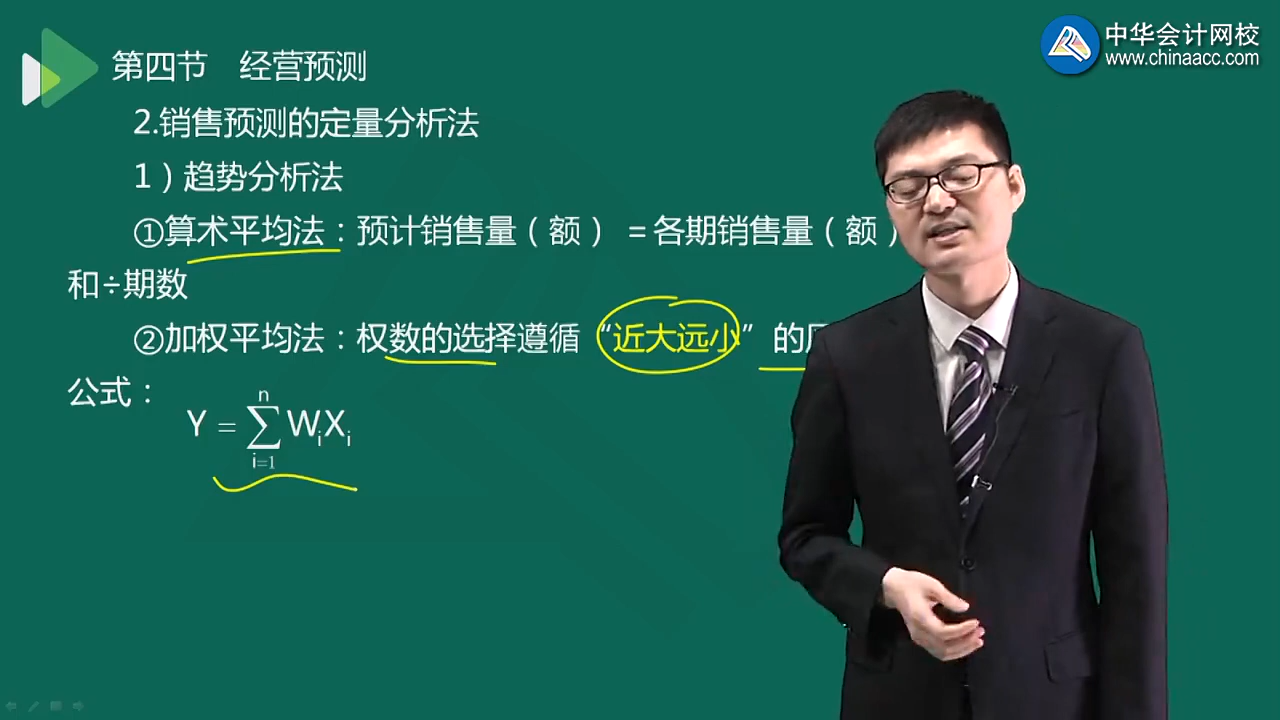 中华会计网校
www.chinaacc.com
第四节 经营预测
2.销售预测的定量分析法
1）趋势分析法
①算术平均法：预计销售量（额）＝各期销售量（额）
和÷期数
②加权平均法：权数的选择遵循“近大远小”的
公式：
n
Y = ∑ WᵢXᵢ
i=1